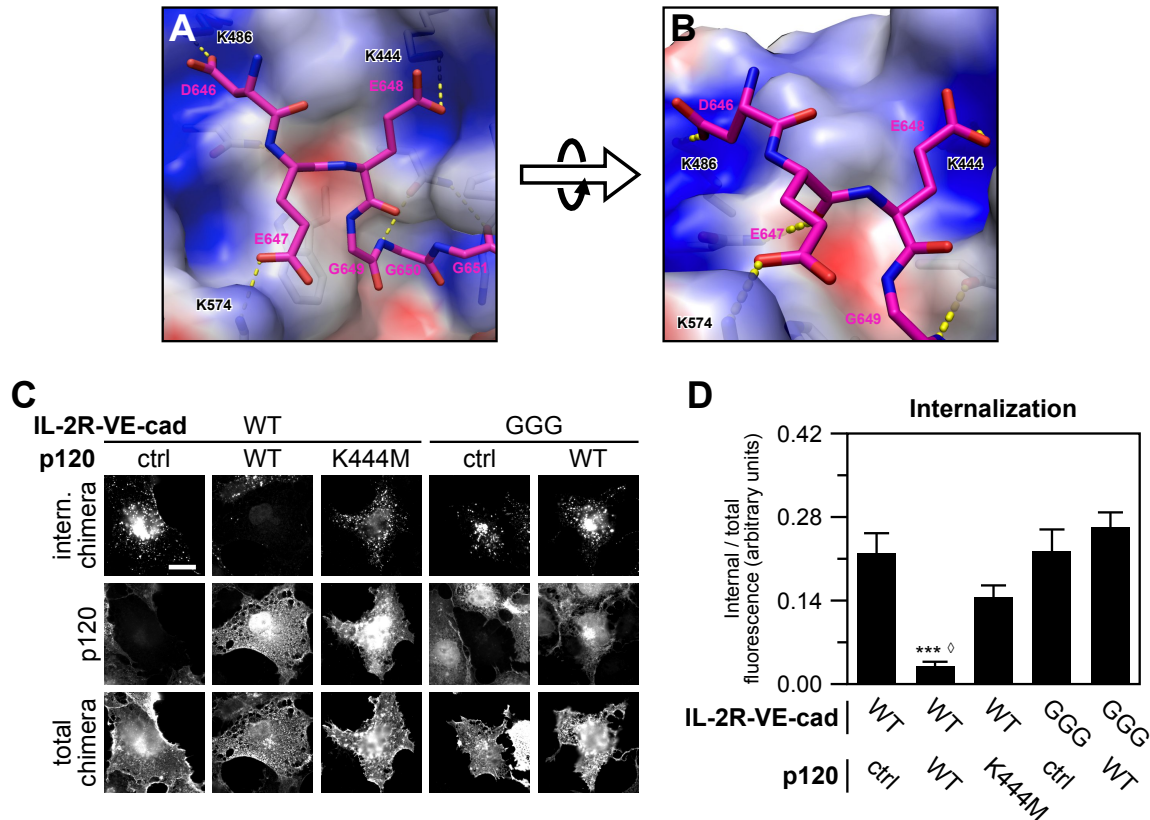 A
K486
K444
D646
E648
E647
G649
G650
G651
K574
B
D646
E648
K486
K444
E647
K574
G649
C
IL-2R-VE-cad WT GGG
p120 ctrl WT K444M ctrl WT
intern. chimera
p120
total chimera
D
Internalization
Internal / total
fluorescence (arbitrary units)
0.42
0.28
0.14
0.00
*** ◊
IL-2R-VE-cad WT WT WT GGG GGG
p120 ctrl WT K444M ctrl WT